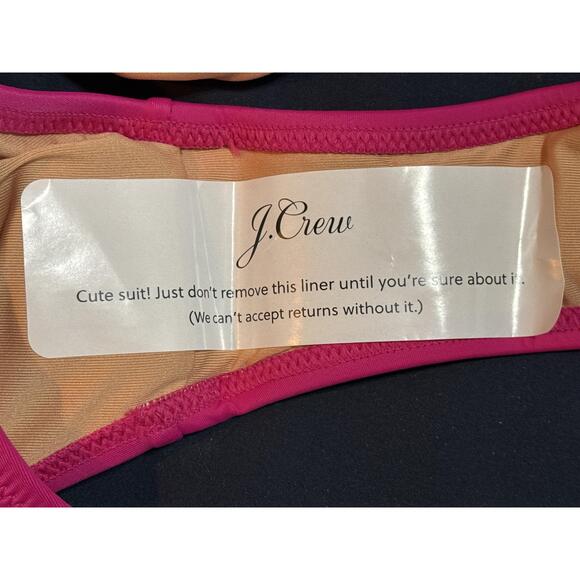 J.Crew
Cute suit! Just don't remove this liner until you're sure about it.
(We can't accept returns without it.)